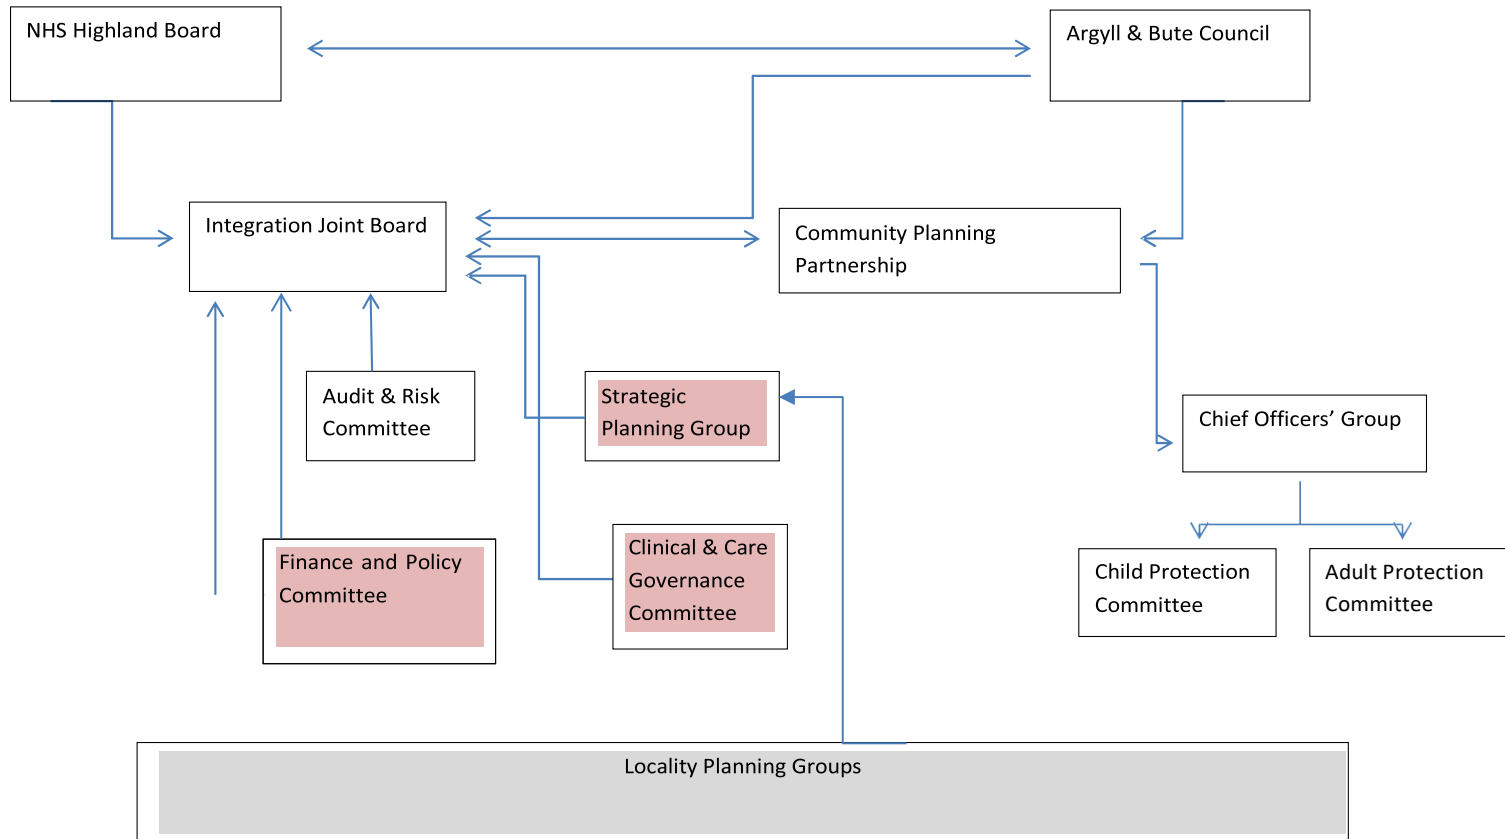 NHS Highland Board
Argyll & Bute Council
Integration Joint Board
Community Planning
Partnership
Audit & Risk
Committee
Strategic
Planning Group
Chief Officers’ Group
Finance and Policy
Committee
Clinical & Care
Governance
Committee
Child Protection
Committee
Adult Protection
Committee
Locality Planning Groups